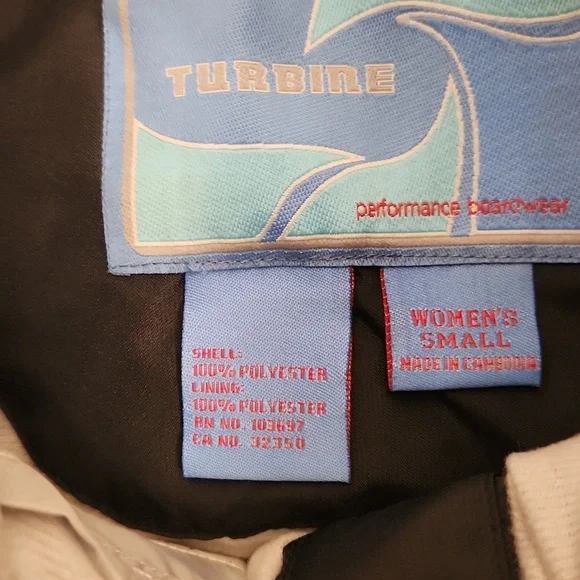 TURBINE
performance boardwear
SHELL:
100% POLYESTER
LINING:
100% POLYESTER
RN NO. 103697
CA NO. 32350
WOMEN'S
SMALL
MADE IN CAMBODIA